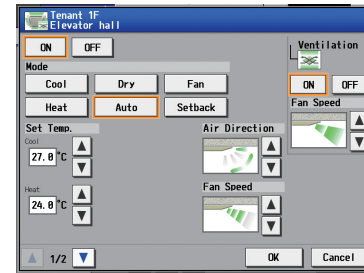 Tenant 1F
Elevator hall
ON OFF
Mode
Cool Dry Fan
Heat Auto Setback
Set Temp.
Cool
27.0 °C
Heat
24.0 °C
Air Direction
Fan Speed
Ventilation
ON OFF
Fan Speed
1/2
OK Cancel